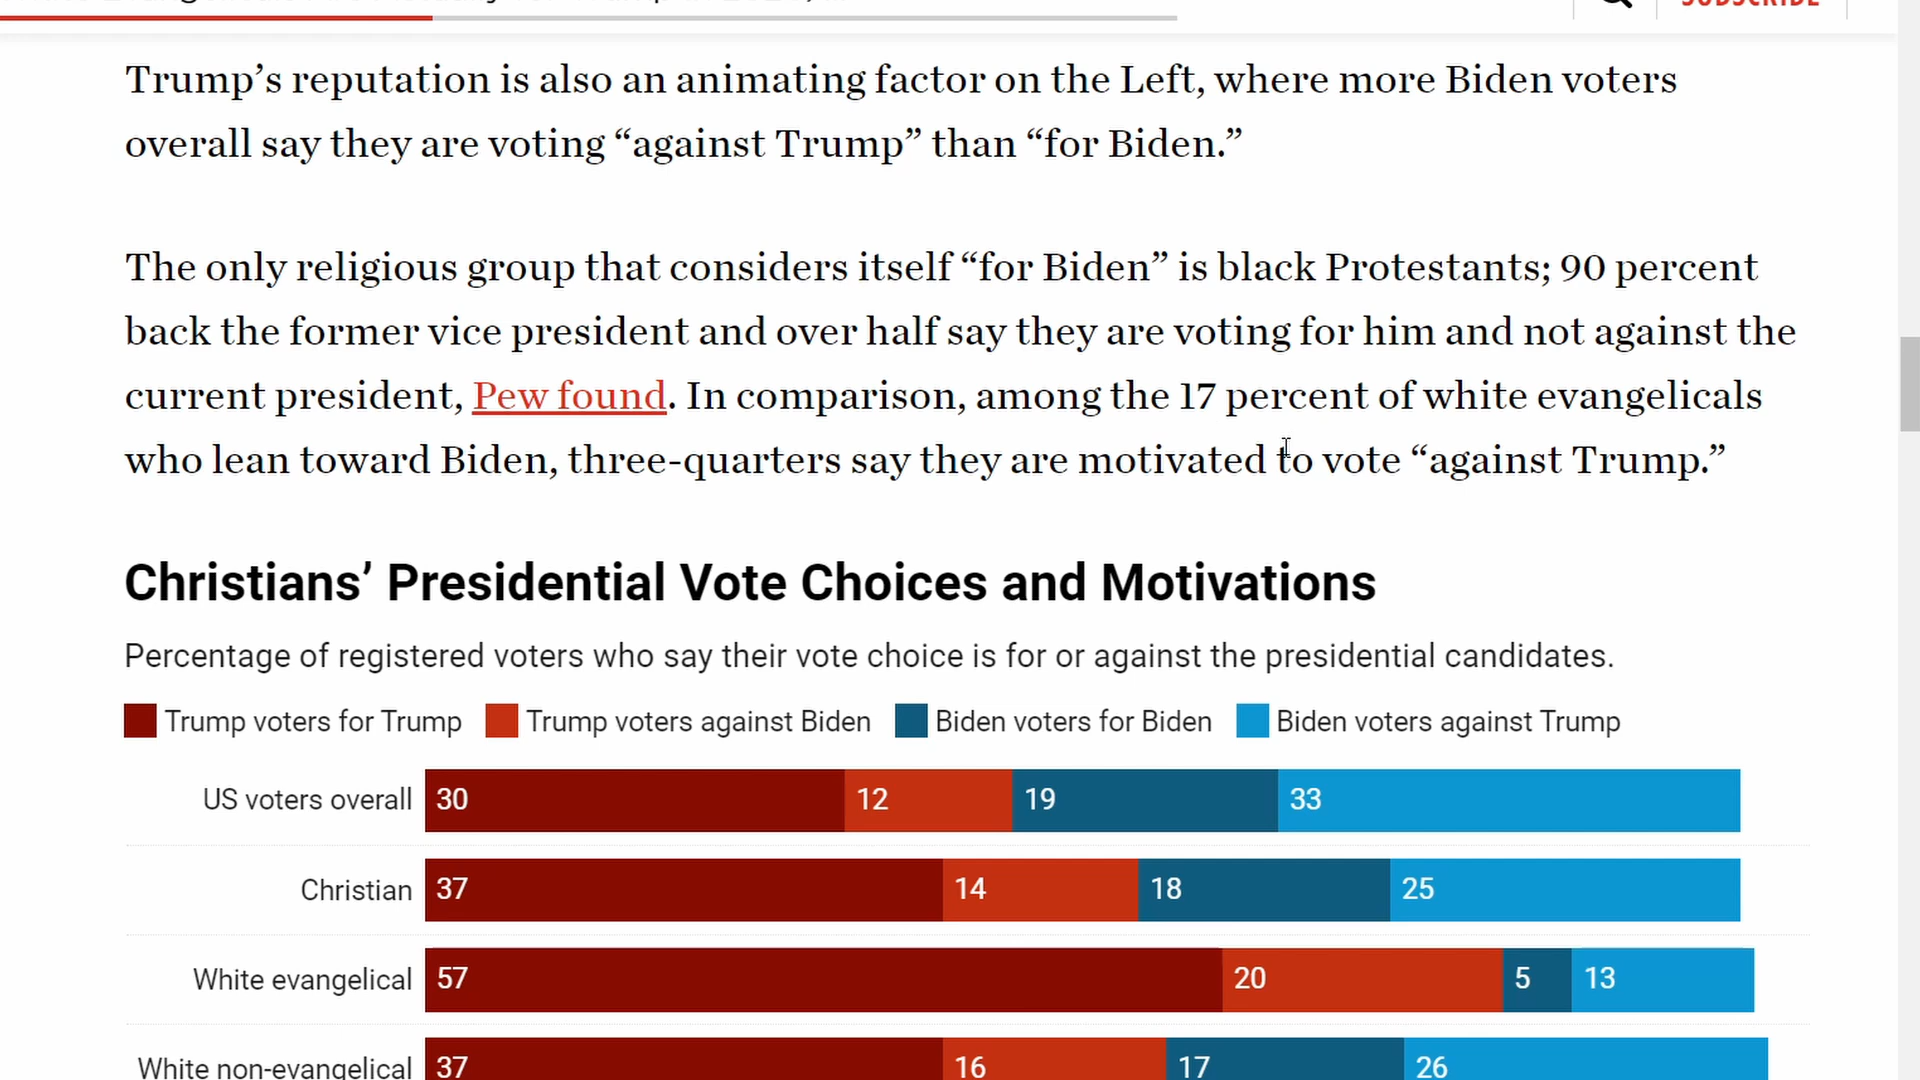 SUBSCRIBE
Trump’s reputation is also an animating factor on the Left, where more Biden voters
overall say they are voting “against Trump” than “for Biden.”
The only religious group that considers itself “for Biden” is black Protestants; 90 percent
back the former vice president and over half say they are voting for him and not against the
current president, Pew found. In comparison, among the 17 percent of white evangelicals
who lean toward Biden, three-quarters say they are motivated to vote “against Trump.”
Christians’ Presidential Vote Choices and Motivations
Percentage of registered voters who say their vote choice is for or against the presidential candidates.
Trump voters for Trump Trump voters against Biden Biden voters for Biden Biden voters against Trump
US voters overall 30 12 19 33
Christian 37 14 18 25
White evangelical 57 20 5 13
White non-evangelical 37 16 17 26